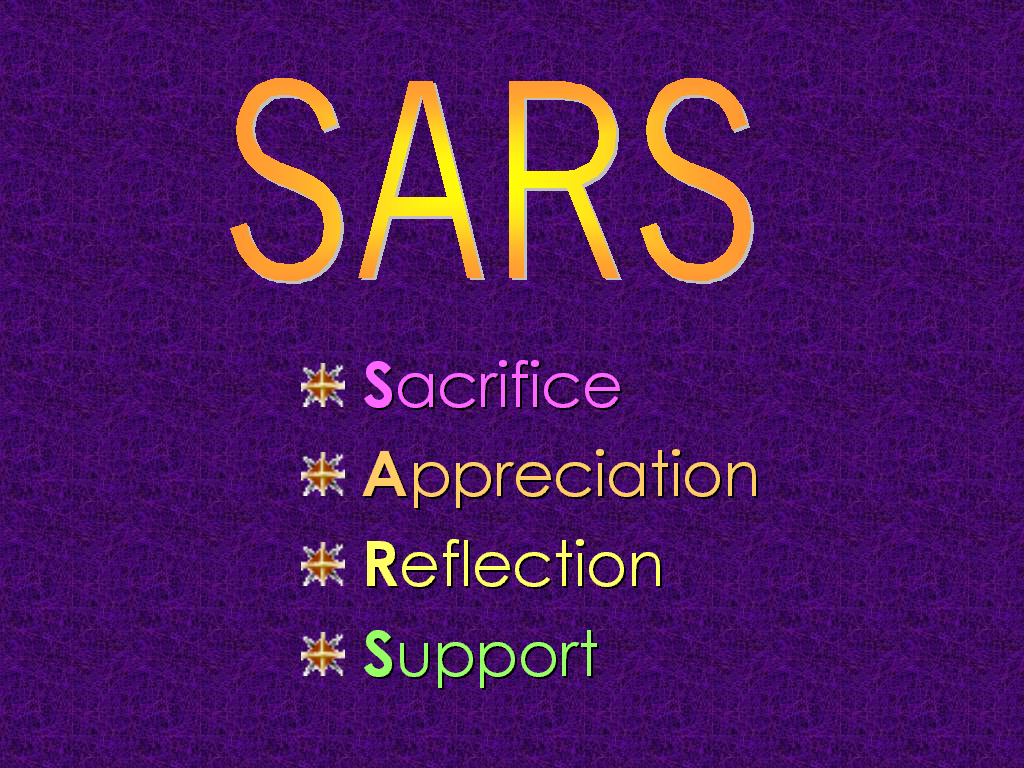 SARS
Sacrifice
Appreciation
Reflection
Support